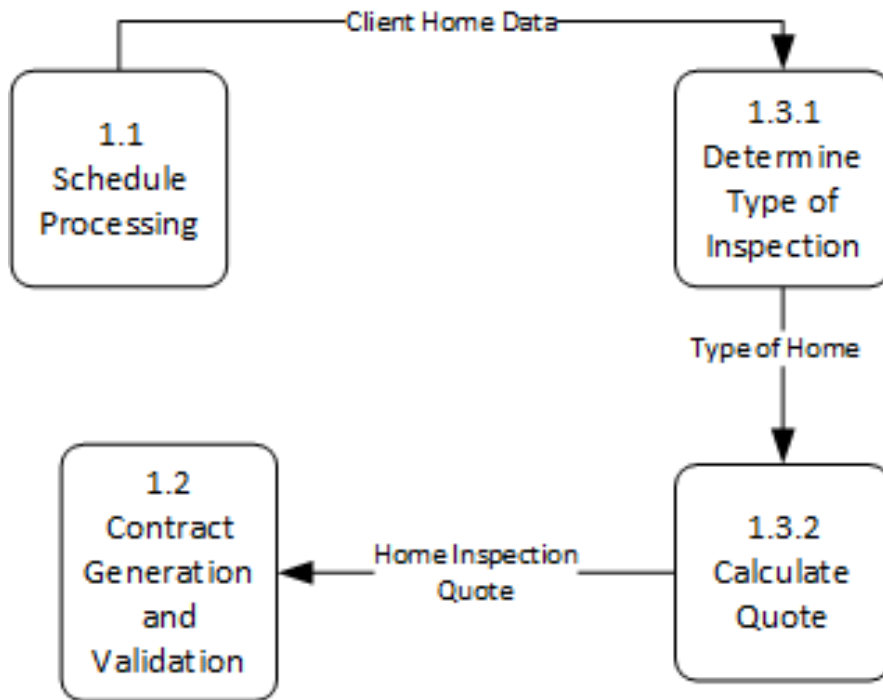 Client Home Data
1.1
Schedule
Processing
1.3.1
Determine
Type of
Inspection
Type of Home
1.3.2
Calculate
Quote
Home Inspection
Quote
1.2
Contract
Generation
and
Validation